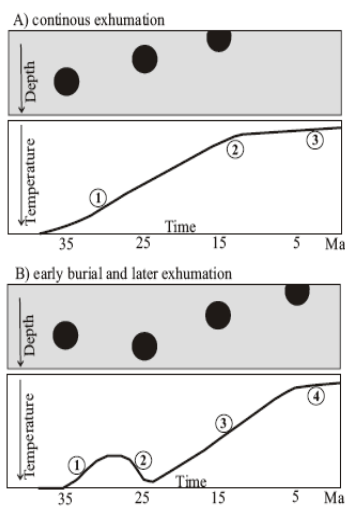 A) continous exhumation
Depth
Temperature
1
2
3
Time
35 25 15 5 Ma
B) early burial and later exhumation
Depth
Temperature
1
2
3
4
Time
35 25 15 5 Ma